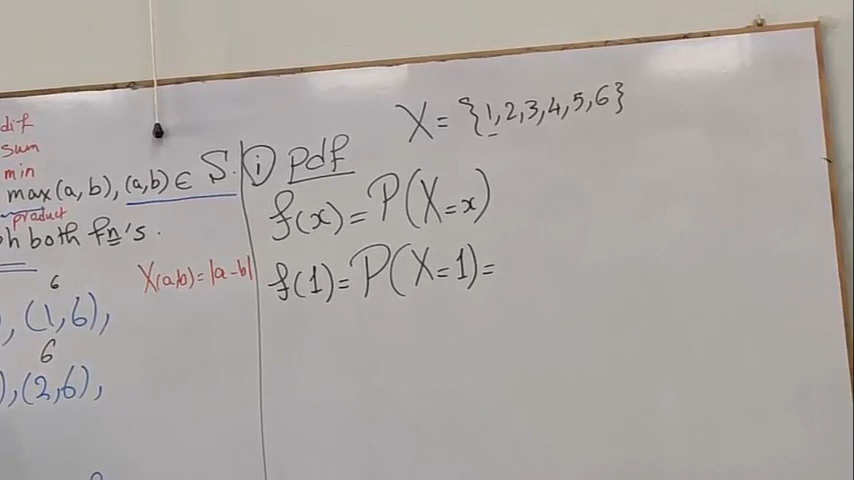 dif
sum
min
max(a, b), (a,b) ∈ S.
product
h both fn's.
X(a,b) = |a-b|
6
), (1,6),
6
), (2,6),
X = {1,2,3,4,5,6}
i pdf
f(x) = P(X=x)
f(1) = P(X=1) =